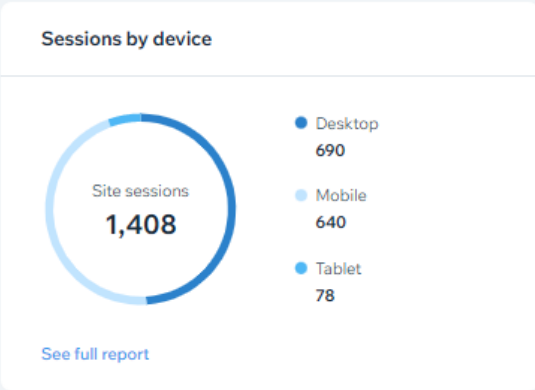 Sessions by device
Site sessions
1,408
Desktop
690
Mobile
640
Tablet
78
See full report